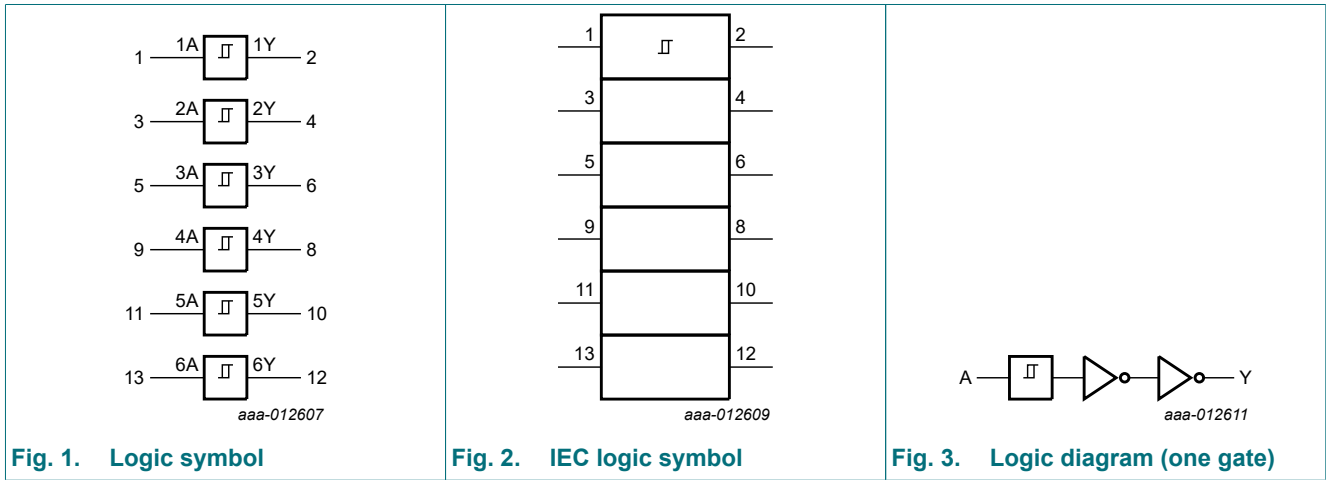 1 1A 1Y 2
3 2A 2Y 4
5 3A 3Y 6
9 4A 4Y 8
11 5A 5Y 10
13 6A 6Y 12
aaa-012607
Fig. 1. Logic symbol
1 2
3 4
5 6
9 8
11 10
13 12
aaa-012609
Fig. 2. IEC logic symbol
A Y
aaa-012611
Fig. 3. Logic diagram (one gate)